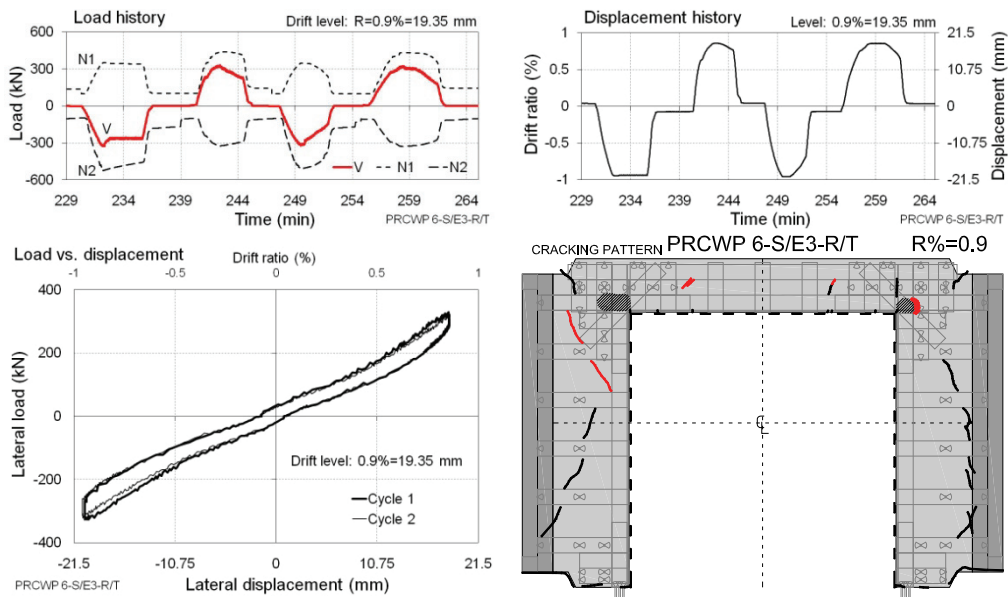 Load history
Drift level: R=0.9%=19.35 mm
Load (kN)
600
300
0
-300
-600
N1
V
N2
V N1 N2
229 234 239 244 249 254 259 264
Time (min)
PRCWP 6-S/E3-R/T
Displacement history
Level: 0.9%=19.35 mm
Drift ratio (%)
1
0.5
0
-0.5
-1
21.5
10.75
0
-10.75
-21.5
Displacement (mm)
229 234 239 244 249 254 259 264
Time (min)
PRCWP 6-S/E3-R/T
Load vs. displacement
Drift ratio (%)
-1 -0.5 0 0.5 1
Lateral load (kN)
400
200
0
-200
-400
Drift level: 0.9%=19.35 mm
Cycle 1
Cycle 2
-21.5 -10.75 0 10.75 21.5
Lateral displacement (mm)
PRCWP 6-S/E3-R/T
CRACKING PATTERN PRCWP 6-S/E3-R/T R%=0.9
CL